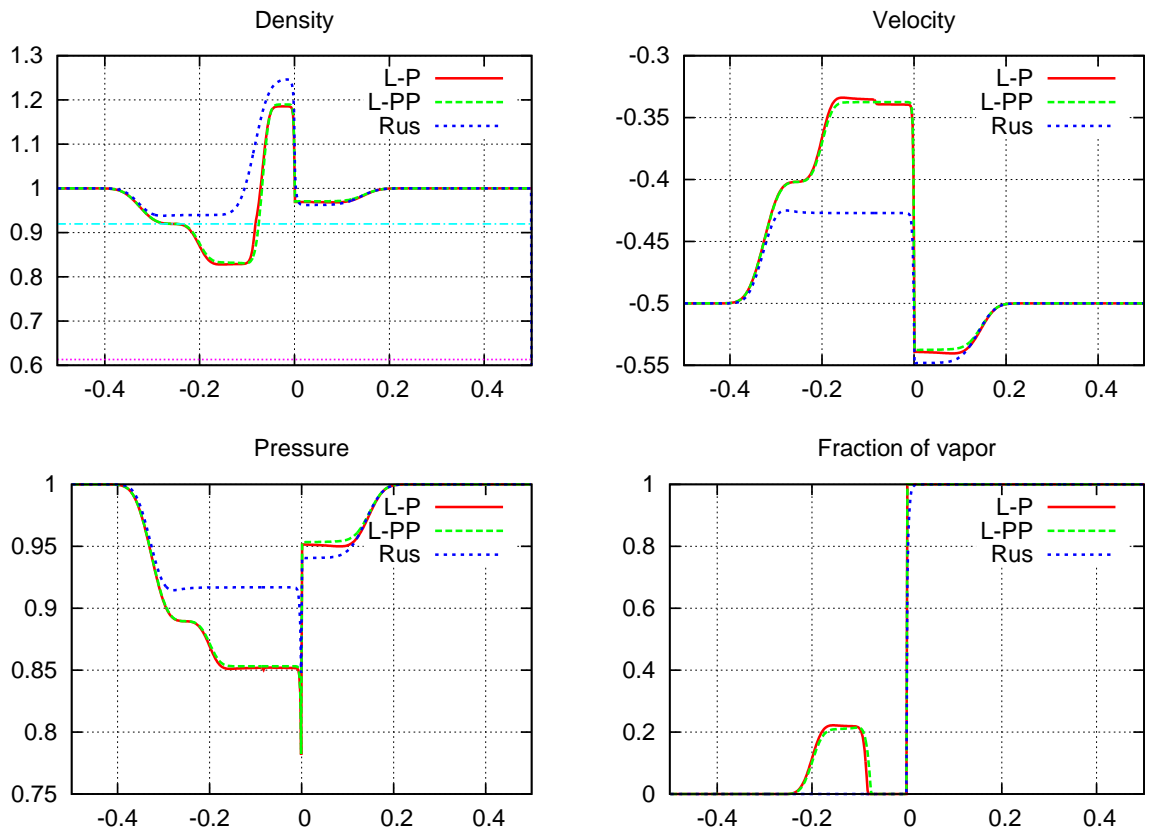 Density
1.3
1.2
1.1
1
0.9
0.8
0.7
0.6
-0.4 -0.2 0 0.2 0.4
L-P
L-PP
Rus
Velocity
-0.3
-0.35
-0.4
-0.45
-0.5
-0.55
-0.4 -0.2 0 0.2 0.4
L-P
L-PP
Rus
Pressure
1
0.95
0.9
0.85
0.8
0.75
-0.4 -0.2 0 0.2 0.4
L-P
L-PP
Rus
Fraction of vapor
1
0.8
0.6
0.4
0.2
0
-0.4 -0.2 0 0.2 0.4
L-P
L-PP
Rus